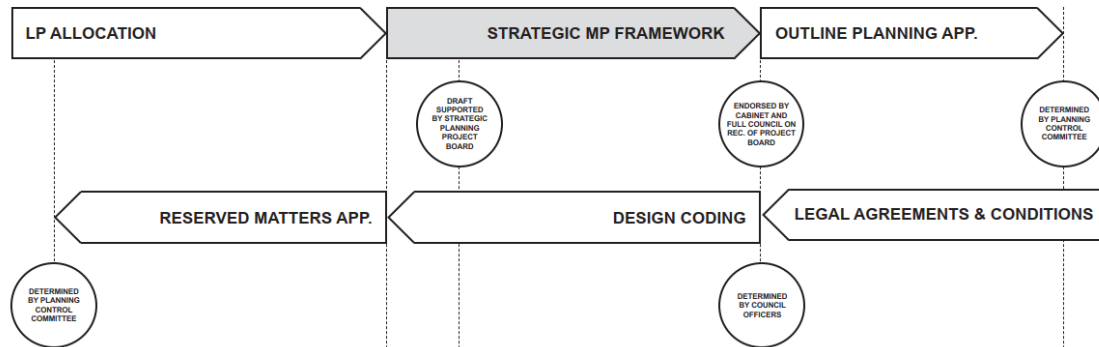 LP ALLOCATION
STRATEGIC MP FRAMEWORK
OUTLINE PLANNING APP.
DRAFT
SUPPORTED
BY STRATEGIC
PLANNING
PROJECT
BOARD
ENDORSED BY
CABINET AND
FULL COUNCIL ON
REC. OF PROJECT
BOARD
DETERMINED
BY PLANNING
CONTROL
COMMITTEE
RESERVED MATTERS APP.
DESIGN CODING
LEGAL AGREEMENTS & CONDITIONS
DETERMINED
BY PLANNING
CONTROL
COMMITTEE
DETERMINED
BY COUNCIL
OFFICERS